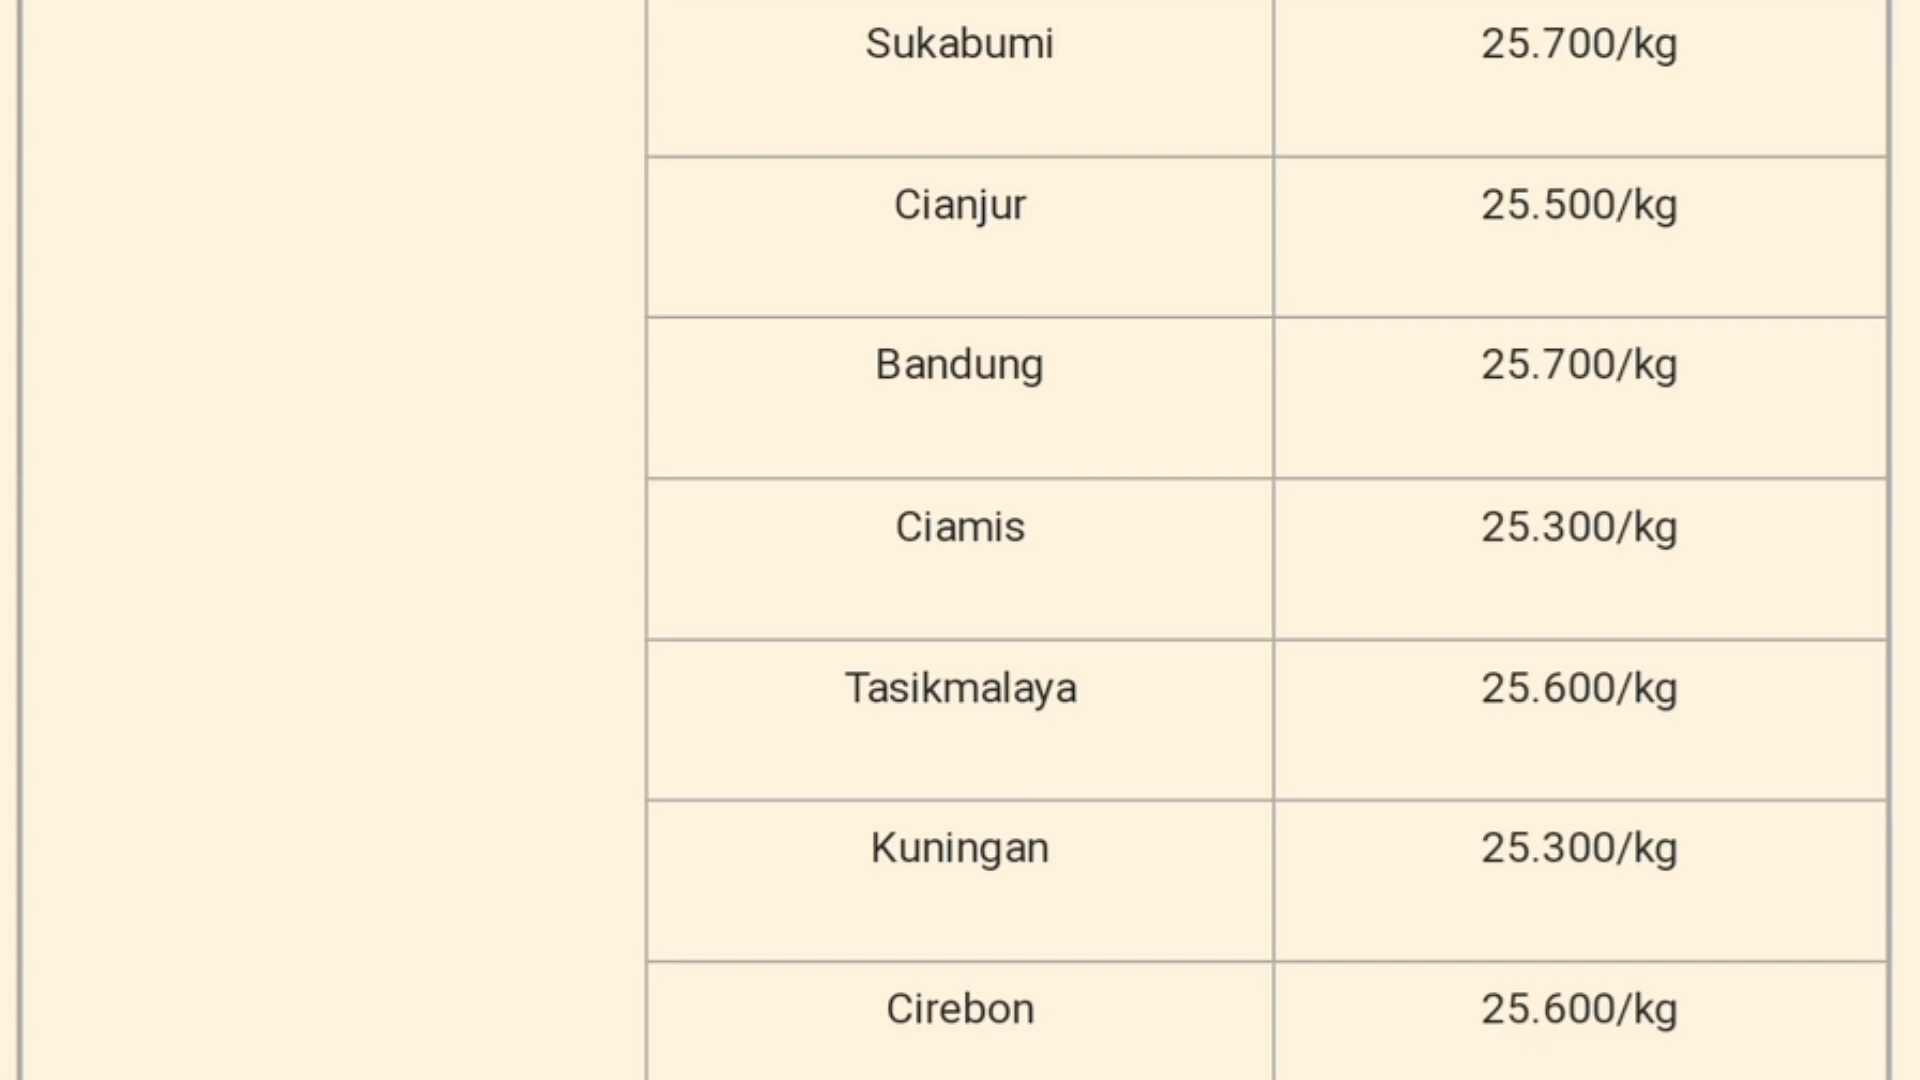 Sukabumi 25.700/kg
Cianjur 25.500/kg
Bandung 25.700/kg
Ciamis 25.300/kg
Tasikmalaya 25.600/kg
Kuningan 25.300/kg
Cirebon 25.600/kg